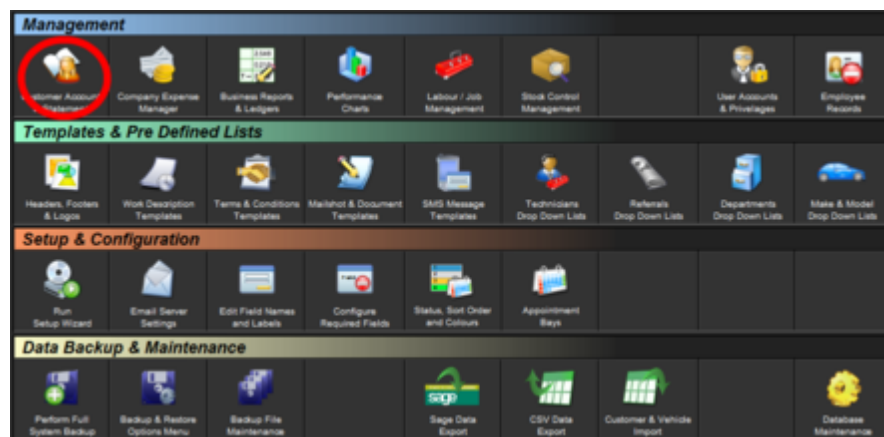 Management
Customer Accounts Company Expense Business Reports Performance Labour / Job Stock Control User Accounts Employee
& Statements Manager & Ledgers Charts Management Management & Privelages Records
Templates & Pre Defined Lists
Headers, Footers Work Description Terms & Conditions Mailshot & Document SMS Message Technicians Referrals Departments Make & Model
& Logos Templates Templates Templates Templates Drop Down Lists Drop Down Lists Drop Down Lists Drop Down Lists
Setup & Configuration
Run Email Server Edit Field Names Configure Status, Sort Order Appointment
Setup Wizard Settings and Labels Required Fields and Colours Bays
Data Backup & Maintenance
sage
Perform Full Backup & Restore Backup File Sage Data CSV Data Customer & Vehicle Database
System Backup Options Menu Maintenance Export Export Import Maintenance